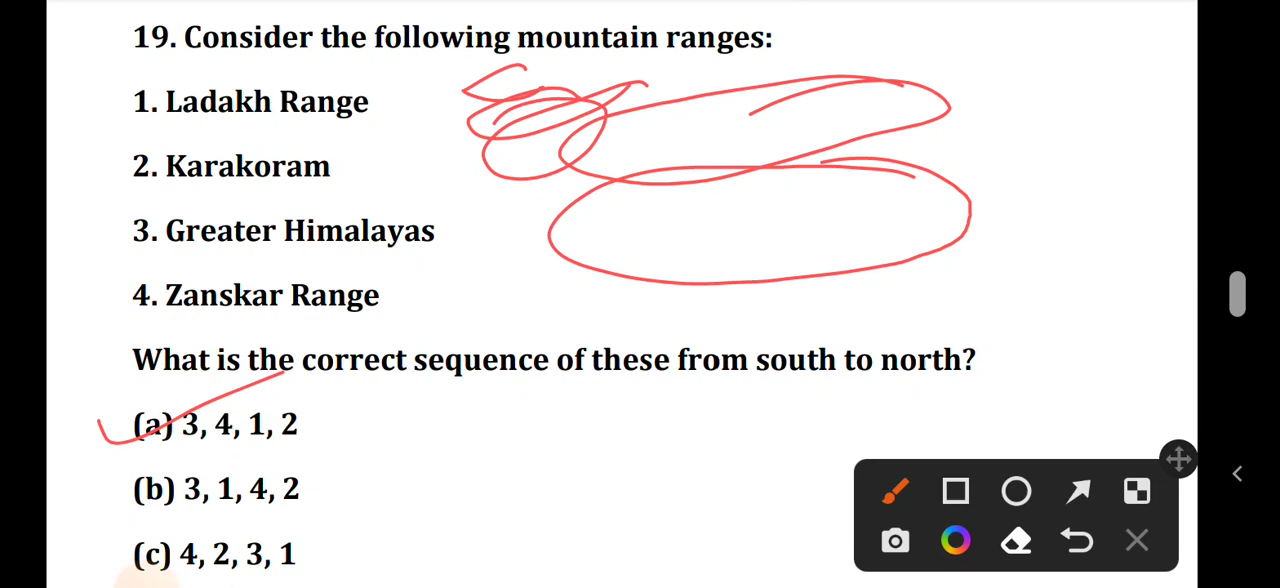 19. Consider the following mountain ranges:
1. Ladakh Range
2. Karakoram
3. Greater Himalayas
4. Zanskar Range
What is the correct sequence of these from south to north?
(a) 3, 4, 1, 2
(b) 3, 1, 4, 2
(c) 4, 2, 3, 1